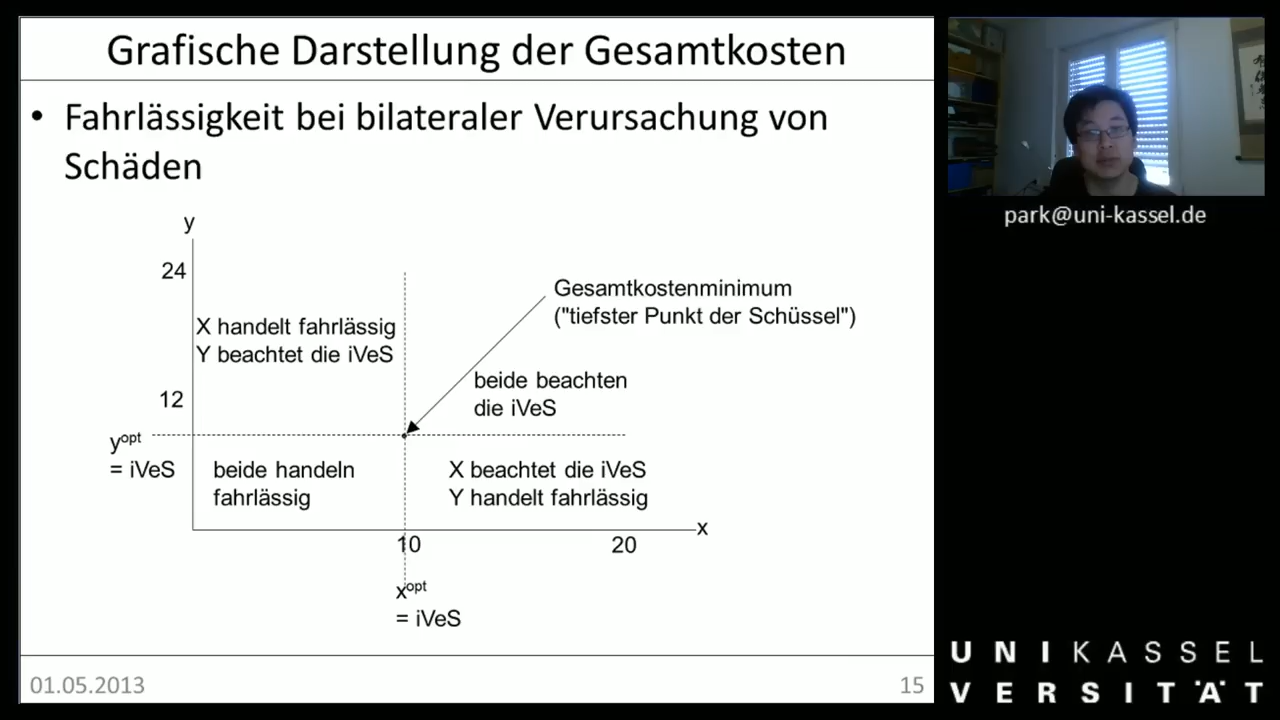 Grafische Darstellung der Gesamtkosten
• Fahrlässigkeit bei bilateraler Verursachung von
Schäden
y
24
Gesamtkostenminimum
("tiefster Punkt der Schüssel")
X handelt fahrlässig
Y beachtet die iVeS
beide beachten
die iVeS
12
yopt
= iVeS
beide handeln
fahrlässig
X beachtet die iVeS
Y handelt fahrlässig
x
10
20
xopt
= iVeS
01.05.2013
15
park@uni-kassel.de
UNIKASSEL
VERSITÄT